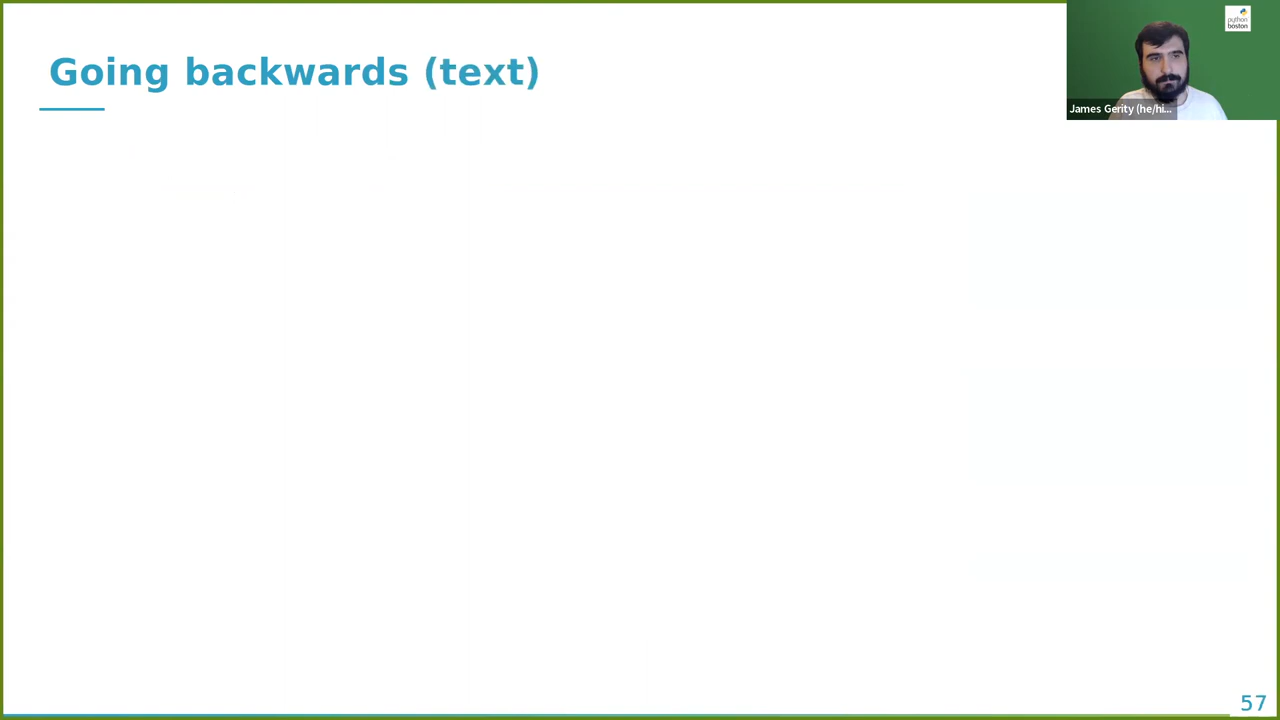 Going backwards (text)
python
boston
James Gerity (he/hi...
57